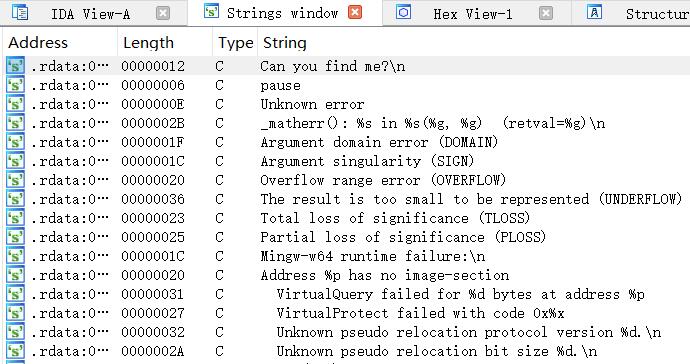 IDA View-A Strings window Hex View-1 Structur
Address Length Type String
.rdata:0… 00000012 C Can you find me?\n
.rdata:0… 00000006 C pause
.rdata:0… 0000000E C Unknown error
.rdata:0… 0000002B C _matherr(): %s in %s(%g, %g) (retval=%g)\n
.rdata:0… 0000001F C Argument domain error (DOMAIN)
.rdata:0… 0000001C C Argument singularity (SIGN)
.rdata:0… 00000020 C Overflow range error (OVERFLOW)
.rdata:0… 00000036 C The result is too small to be represented (UNDERFLOW)
.rdata:0… 00000023 C Total loss of significance (TLOSS)
.rdata:0… 00000025 C Partial loss of significance (PLOSS)
.rdata:0… 0000001C C Mingw-w64 runtime failure:\n
.rdata:0… 00000020 C Address %p has no image-section
.rdata:0… 00000031 C VirtualQuery failed for %d bytes at address %p
.rdata:0… 00000027 C VirtualProtect failed with code 0x%x
.rdata:0… 00000032 C Unknown pseudo relocation protocol version %d.\n
.rdata:0… 0000002A C Unknown pseudo relocation bit size %d.\n